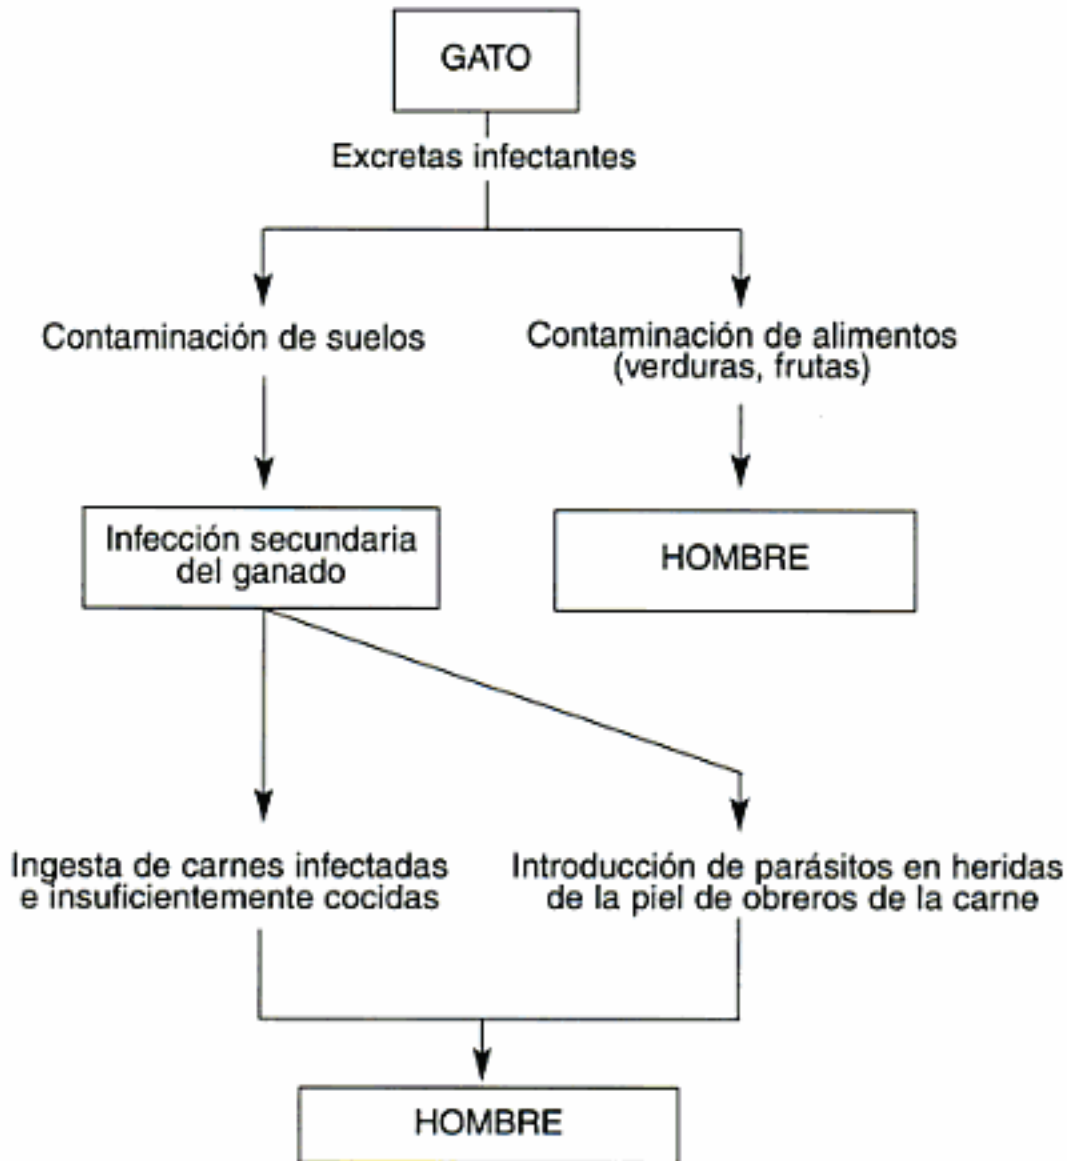 GATO
Excretas infectantes
Contaminación de suelos
Contaminación de alimentos
(verduras, frutas)
Infección secundaria
del ganado
HOMBRE
Ingesta de carnes infectadas
e insuficientemente cocidas
Introducción de parásitos en heridas
de la piel de obreros de la carne
HOMBRE